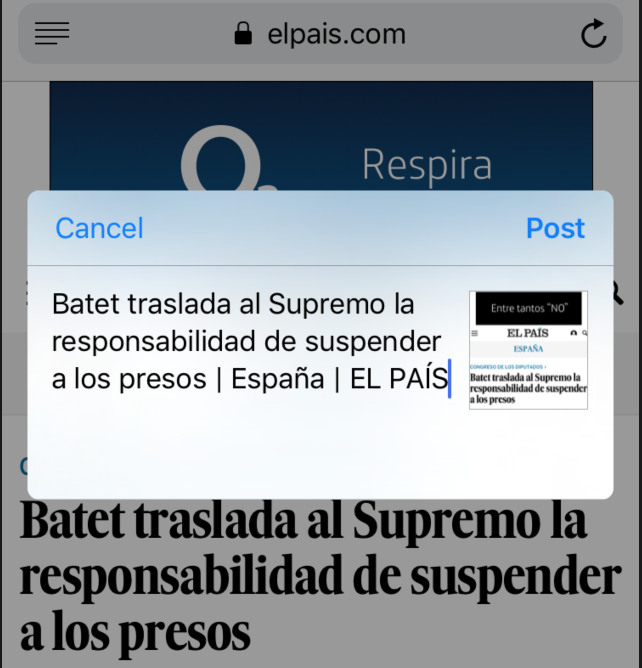 elpais.com
Respira
Cancel
Post
Batet traslada al Supremo la
responsabilidad de suspender
a los presos | España | EL PAÍS
Entre tantos "NO"
EL PAÍS
ESPAÑA
CONGRESO DE LOS DIPUTADOS ›
Batet traslada al Supremo la
responsabilidad de suspender
a los presos
Batet traslada al Supremo la
responsabilidad de suspender
a los presos